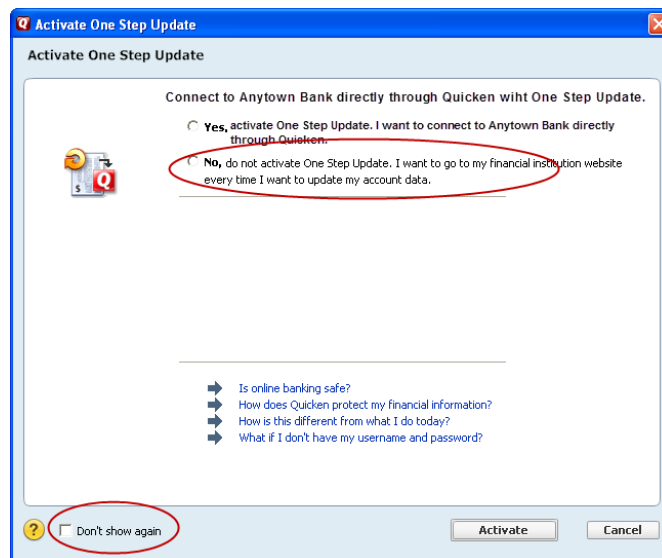 Activate One Step Update
Activate One Step Update
Connect to Anytown Bank directly through Quicken wiht One Step Update.
Yes, activate One Step Update. I want to connect to Anytown Bank directly
through Quicken.
No, do not activate One Step Update. I want to go to my financial institution website
every time I want to update my account data.
$ Q
Is online banking safe?
How does Quicken protect my financial information?
How is this different from what I do today?
What if I don't have my username and password?
? Don't show again
Activate
Cancel